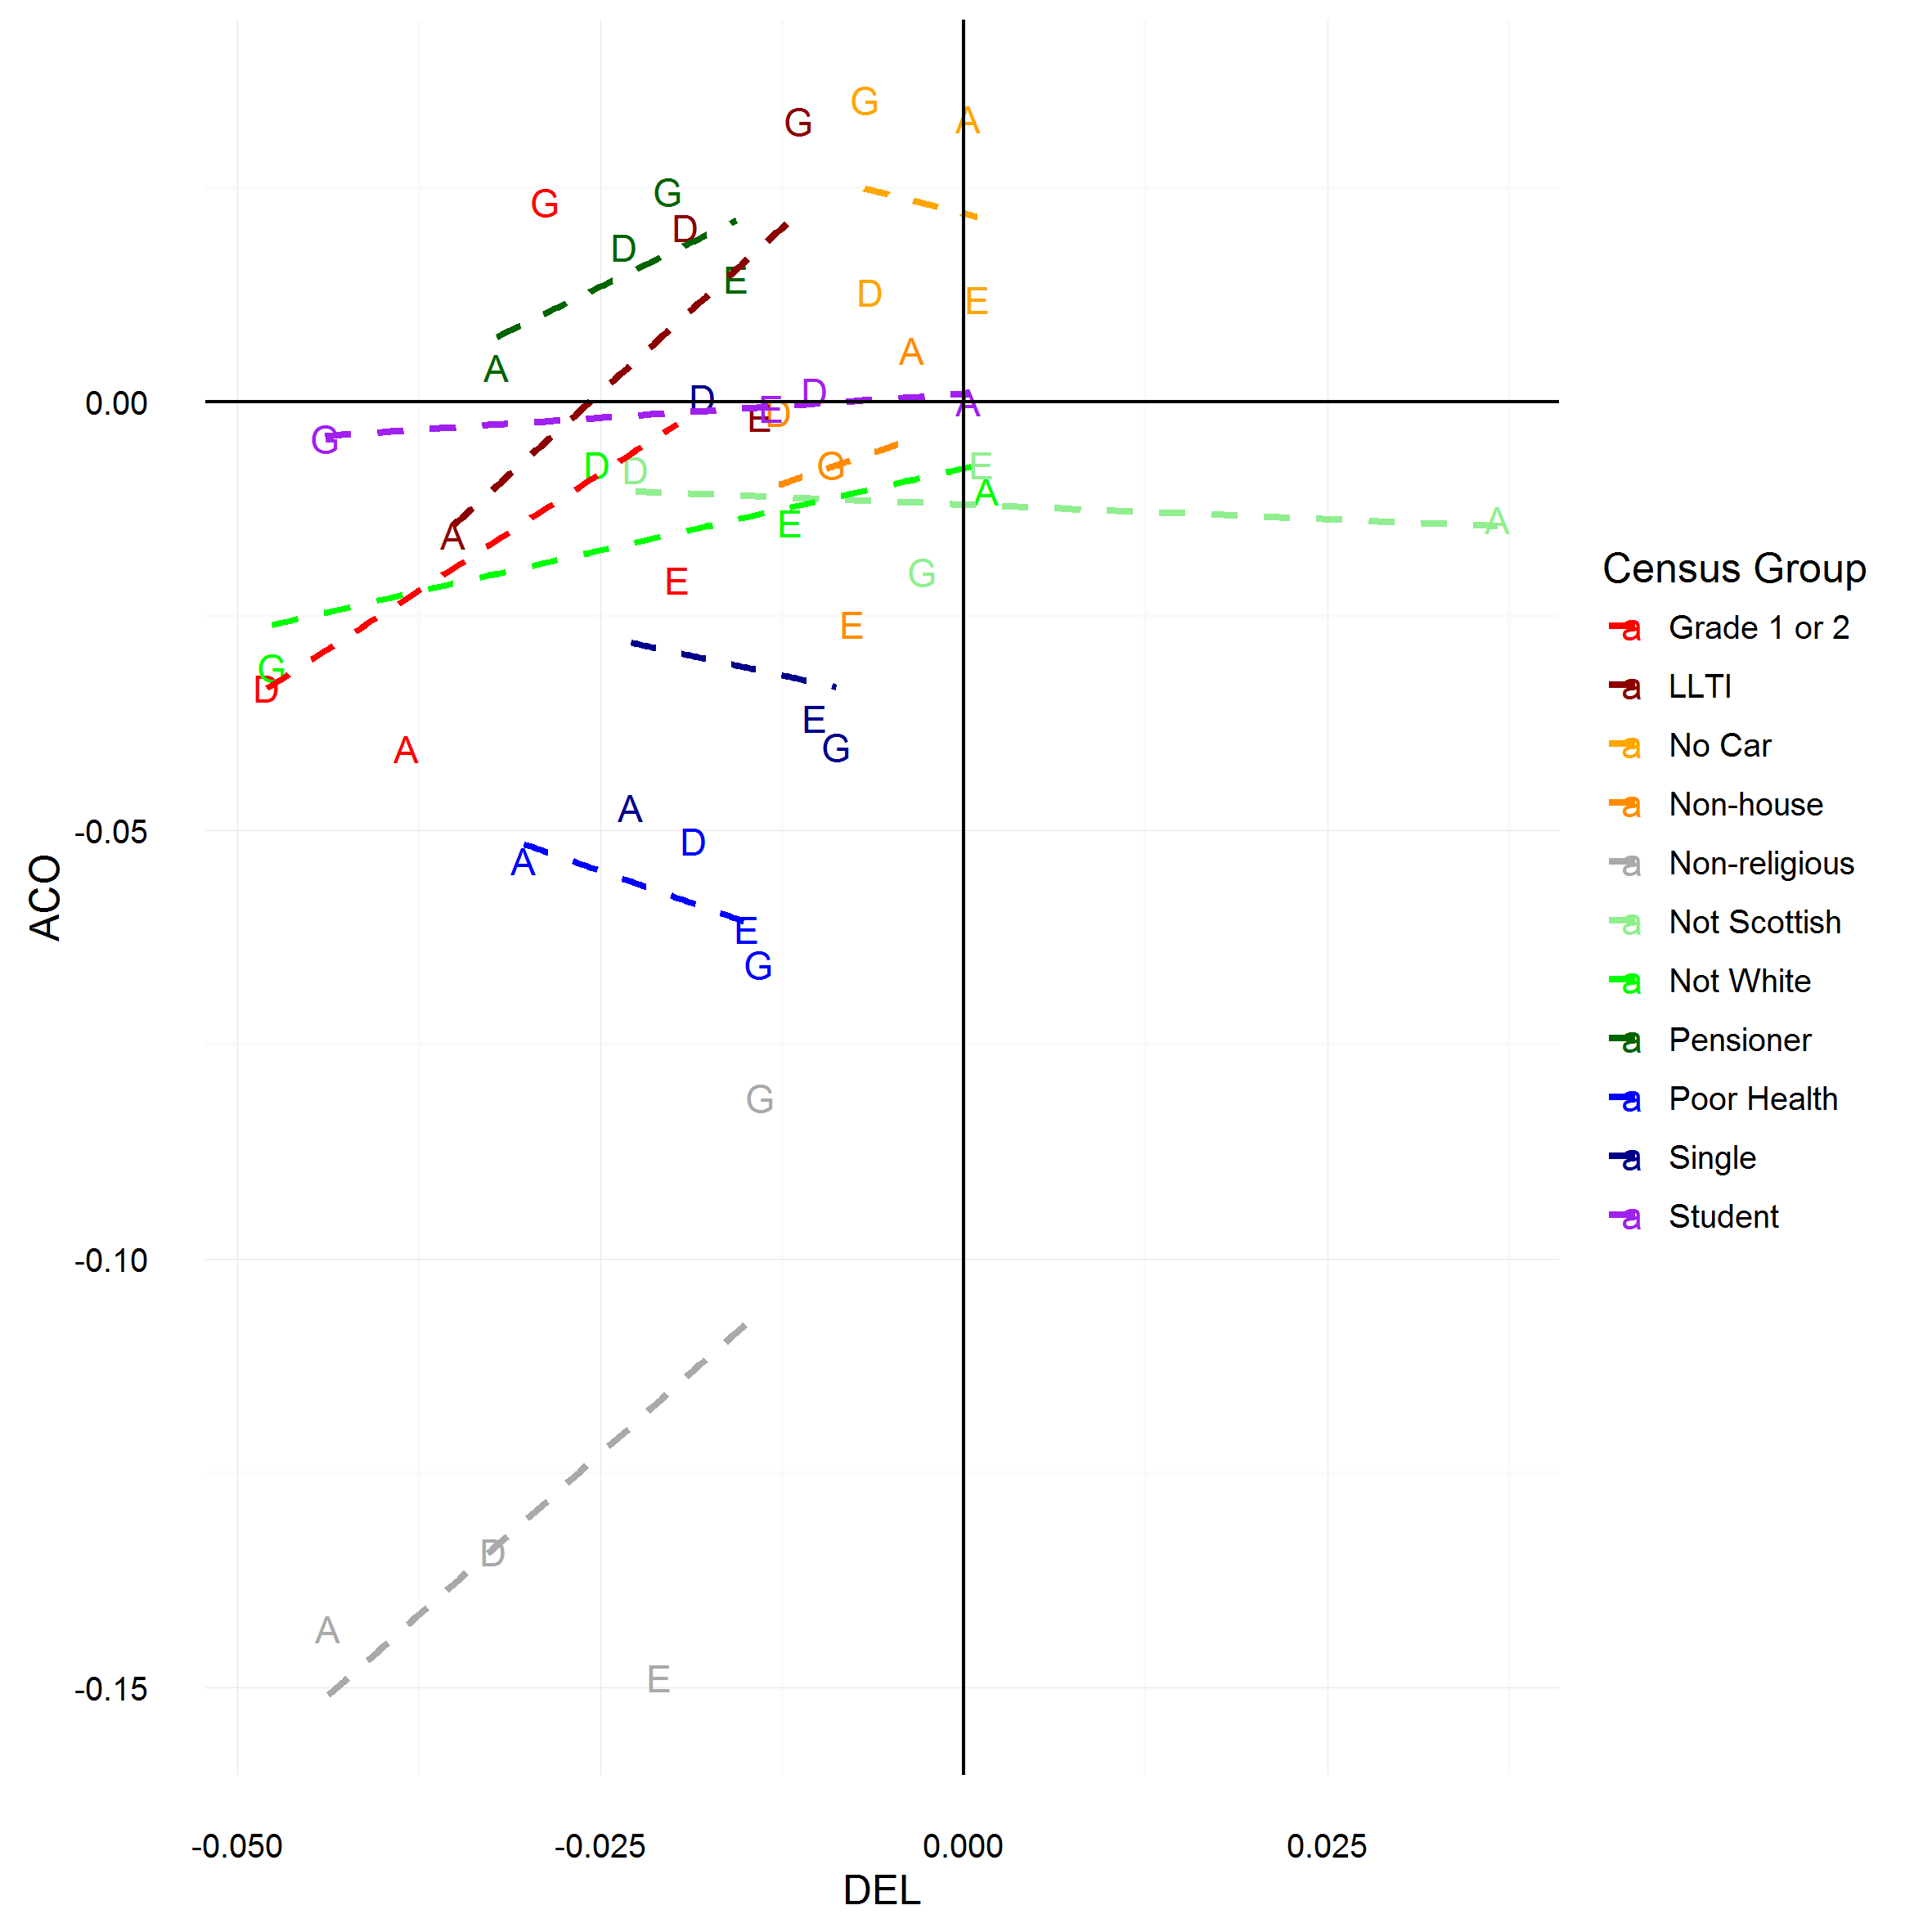 G
A
G
G
G
D
D
E
D
E
A
A
D
D
A
E
D
E
G
D
D
G
E
A
E
A
A
G
E
E
G
D
A
E
G
A
D
A
E
G
G
D
A
E
0.00
-0.05
-0.10
-0.15
ACO
-0.050
-0.025
0.000
0.025
DEL
Census Group
a Grade 1 or 2
a LLTI
a No Car
a Non-house
a Non-religious
a Not Scottish
a Not White
a Pensioner
a Poor Health
a Single
a Student